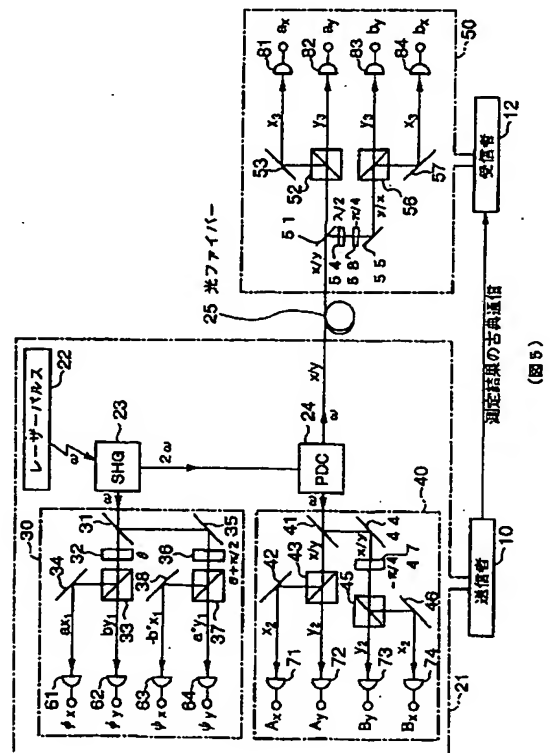 レーザーパルス
22
ω
23
SHG
2ω
ω
30
31
32
33
34
35
36
37
38
θ
θ+π/2
ax₁
by₁
-b*x₁
a*y₁
61
62
63
64
φx
φy
ψx
ψy
24
PDC
ω
ω
x/y
25 光ファイバー
40
41
42
43
44
45
46
47
x/y
x/y
-π/4
x₂
y₂
y₂
x₂
71
72
73
74
Ax
Ay
By
Bx
21
50
51
52
53
54
55
56
57
58
x/y
λ/2
-π/4
y/x
x₃
y₃
y₃
x₃
81
82
83
84
ax
ay
by
bx
10
送信者
測定結果の古典通信
受信者
12
(図5)